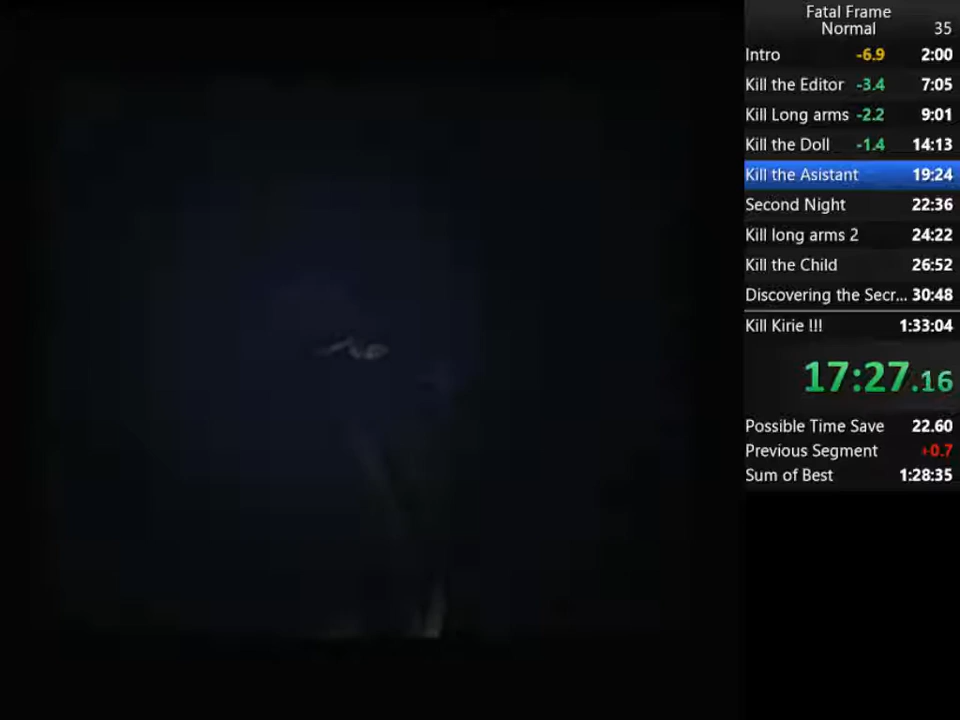 Fatal Frame
Normal 35
Intro -6.9 2:00
Kill the Editor -3.4 7:05
Kill Long arms -2.2 9:01
Kill the Doll -1.4 14:13
Kill the Asistant 19:24
Second Night 22:36
Kill long arms 2 24:22
Kill the Child 26:52
Discovering the Secr... 30:48
Kill Kirie !!! 1:33:04
17:27.16
Possible Time Save 22.60
Previous Segment +0.7
Sum of Best 1:28:35